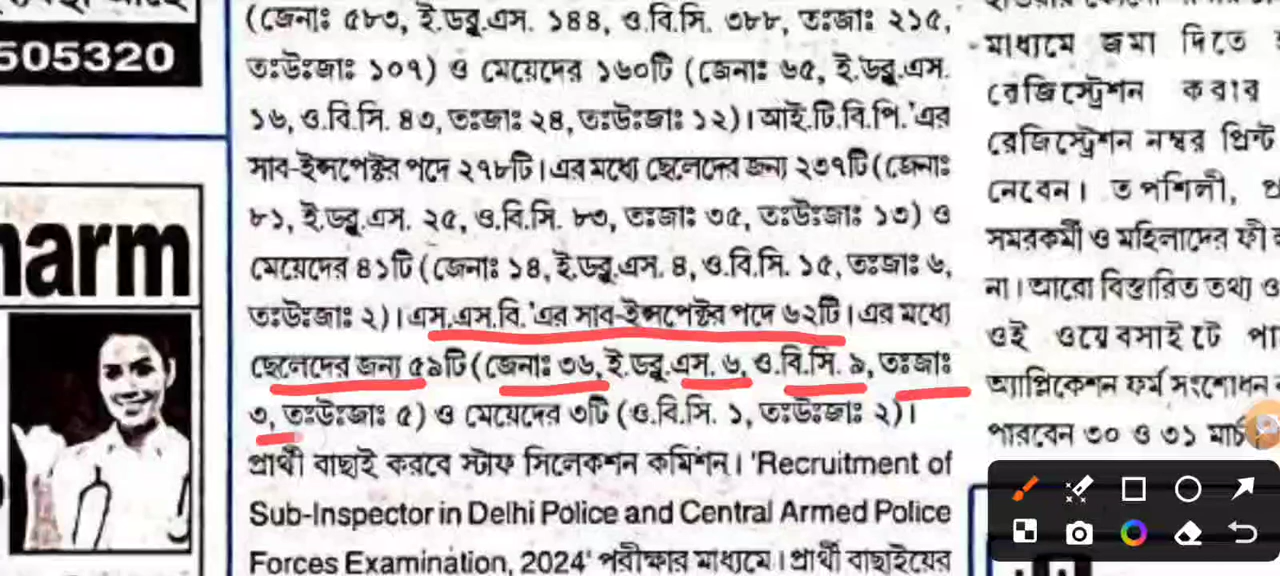 505320
harm
(জেনাঃ ৫৮৩, ই.ডব্লু.এস. ১৪৪, ও.বি.সি. ৩৮৮, তঃজাঃ ২১৫,
তঃউঃজাঃ ১০৭) ও মেয়েদের ১৬০টি (জেনাঃ ৬৫, ই.ডব্লু.এস.
১৬, ও.বি.সি. ৪৩, তঃজাঃ ২৪, তঃউঃজাঃ ১২)। আই.টি.বি.পি.'এর
সাব-ইন্সপেক্টর পদে ২৭৮টি। এর মধ্যে ছেলেদের জন্য ২৩৭টি (জেনাঃ
৮১, ই.ডব্লু.এস. ২৫, ও.বি.সি. ৮৩, তঃজাঃ ৩৫, তঃউঃজাঃ ১৩) ও
মেয়েদের ৪১টি (জেনাঃ ১৪, ই.ডব্লু.এস. ৪, ও.বি.সি. ১৫, তঃজাঃ ৬,
তঃউঃজাঃ ২)। এস.এস.বি.'এর সাব-ইন্সপেক্টর পদে ৬২টি। এর মধ্যে
ছেলেদের জন্য ৫৯টি (জেনাঃ ৩৬, ই.ডব্লু.এস. ৬, ও.বি.সি. ৯, তঃজাঃ
৩, তঃউঃজাঃ ৫) ও মেয়েদের ৩টি (ও.বি.সি. ১, তঃউঃজাঃ ২)।
প্রার্থী বাছাই করবে স্টাফ সিলেকশন কমিশন। 'Recruitment of
Sub-Inspector in Delhi Police and Central Armed Police
Forces Examination, 2024' পরীক্ষার মাধ্যমে। প্রার্থী বাছাইয়ের
মাধ্যমে জমা দিতে
রেজিস্ট্রেশন করার
রেজিস্ট্রেশন নম্বর প্রিন্ট
নেবেন। তপশিলী,
সমরকর্মী ও মহিলাদের ফী
না। আরো বিস্তারিত তথ্য
ওই ওয়েবসাইটে
অ্যাপ্লিকেশন ফর্ম সংশোধন
পারবেন ৩০ ও ৩১ মার্চ